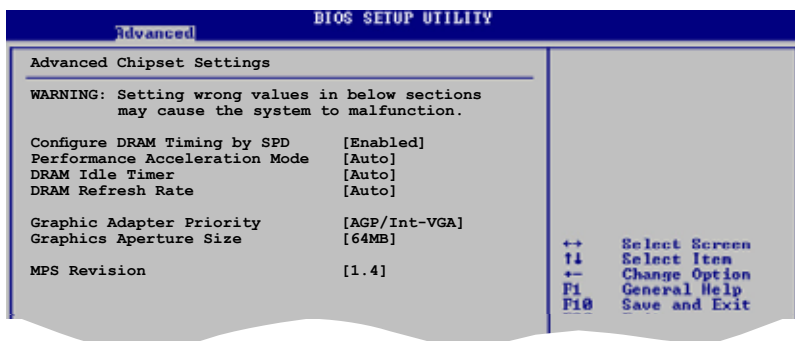 BIOS SETUP UTILITY
Advanced
Advanced Chipset Settings
WARNING: Setting wrong values in below sections
may cause the system to malfunction.
Configure DRAM Timing by SPD [Enabled]
Performance Acceleration Mode [Auto]
DRAM Idle Timer [Auto]
DRAM Refresh Rate [Auto]
Graphic Adapter Priority [AGP/Int-VGA]
Graphics Aperture Size [64MB]
MPS Revision [1.4]
↔ Select Screen
↑↓ Select Item
+- Change Option
F1 General Help
F10 Save and Exit